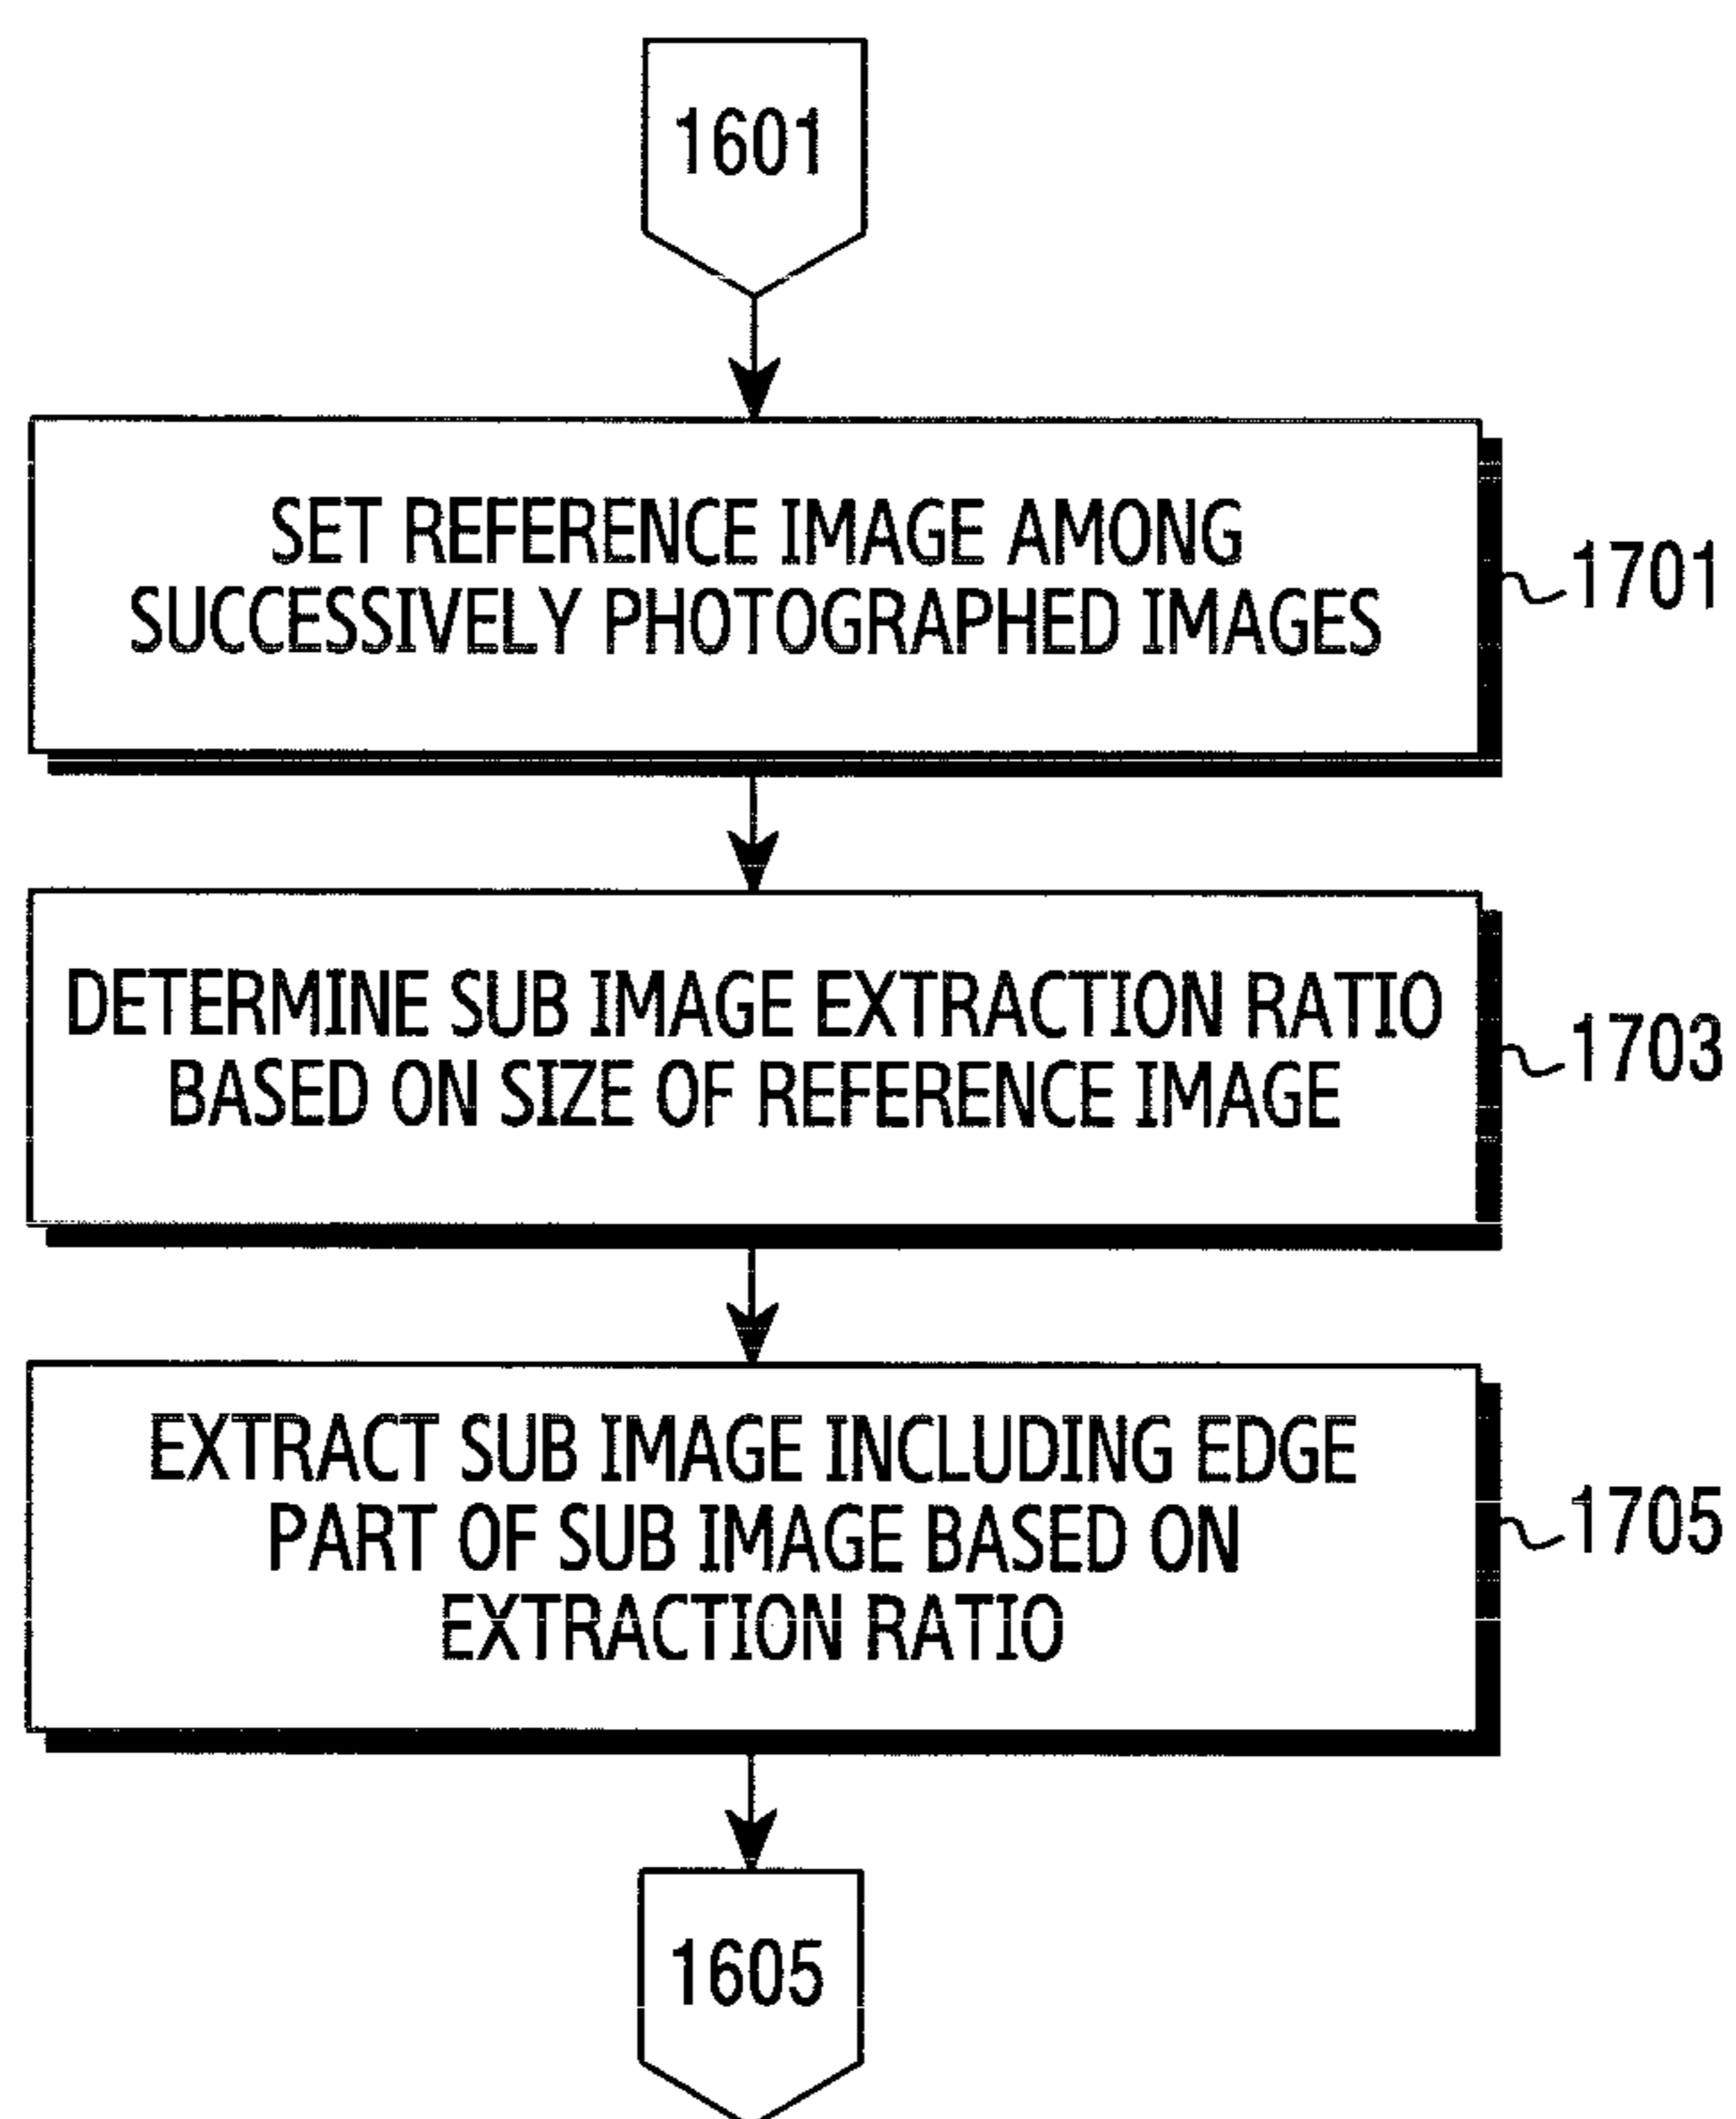 1601
SET REFERENCE IMAGE AMONG
SUCCESSIVELY PHOTOGRAPHED IMAGES
1701
DETERMINE SUB IMAGE EXTRACTION RATIO
BASED ON SIZE OF REFERENCE IMAGE
1703
EXTRACT SUB IMAGE INCLUDING EDGE
PART OF SUB IMAGE BASED ON
EXTRACTION RATIO
1705
1605